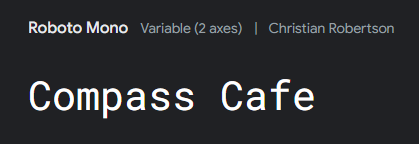 Roboto Mono Variable (2 axes) | Christian Robertson
Compass Cafe